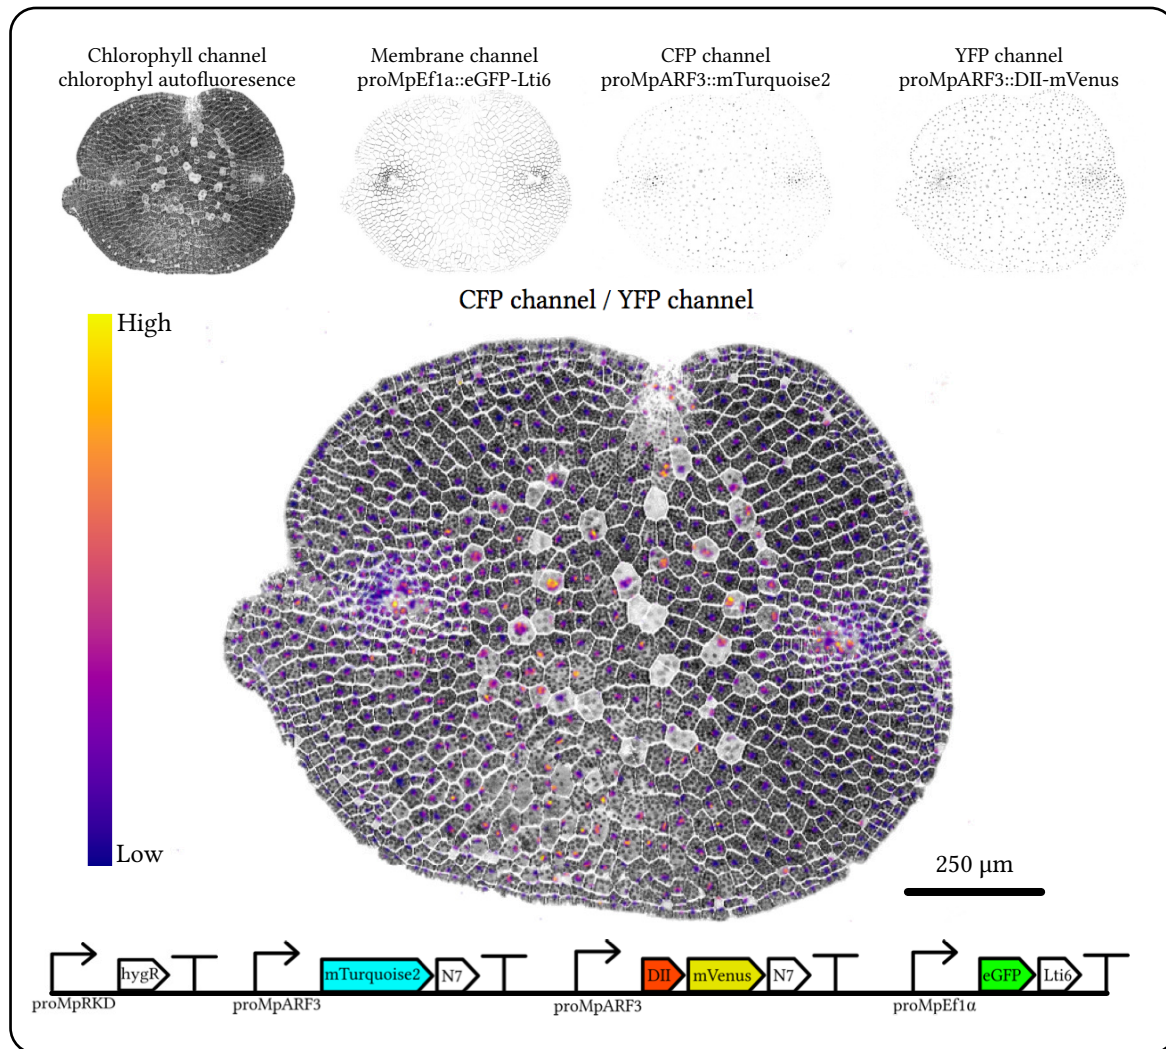 Chlorophyll channel
chlorophyl autofluoresence
Membrane channel
proMpEf1a::eGFP-Lti6
CFP channel
proMpARF3::mTurquoise2
YFP channel
proMpARF3::DII-mVenus
CFP channel / YFP channel
High
Low
250 μm
hygR
mTurquoise2
N7
DII
mVenus
N7
eGFP
Lti6
proMpRKD
proMpARF3
proMpARF3
proMpEf1α